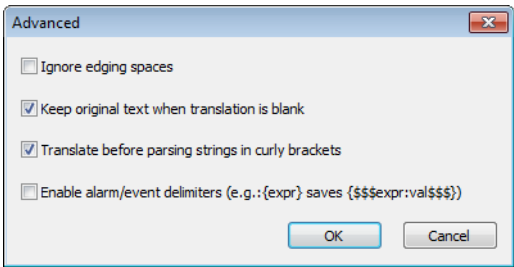 Advanced
Ignore edging spaces
Keep original text when translation is blank
Translate before parsing strings in curly brackets
Enable alarm/event delimiters (e.g.:{expr} saves {$$$expr:val$$$})
OK Cancel